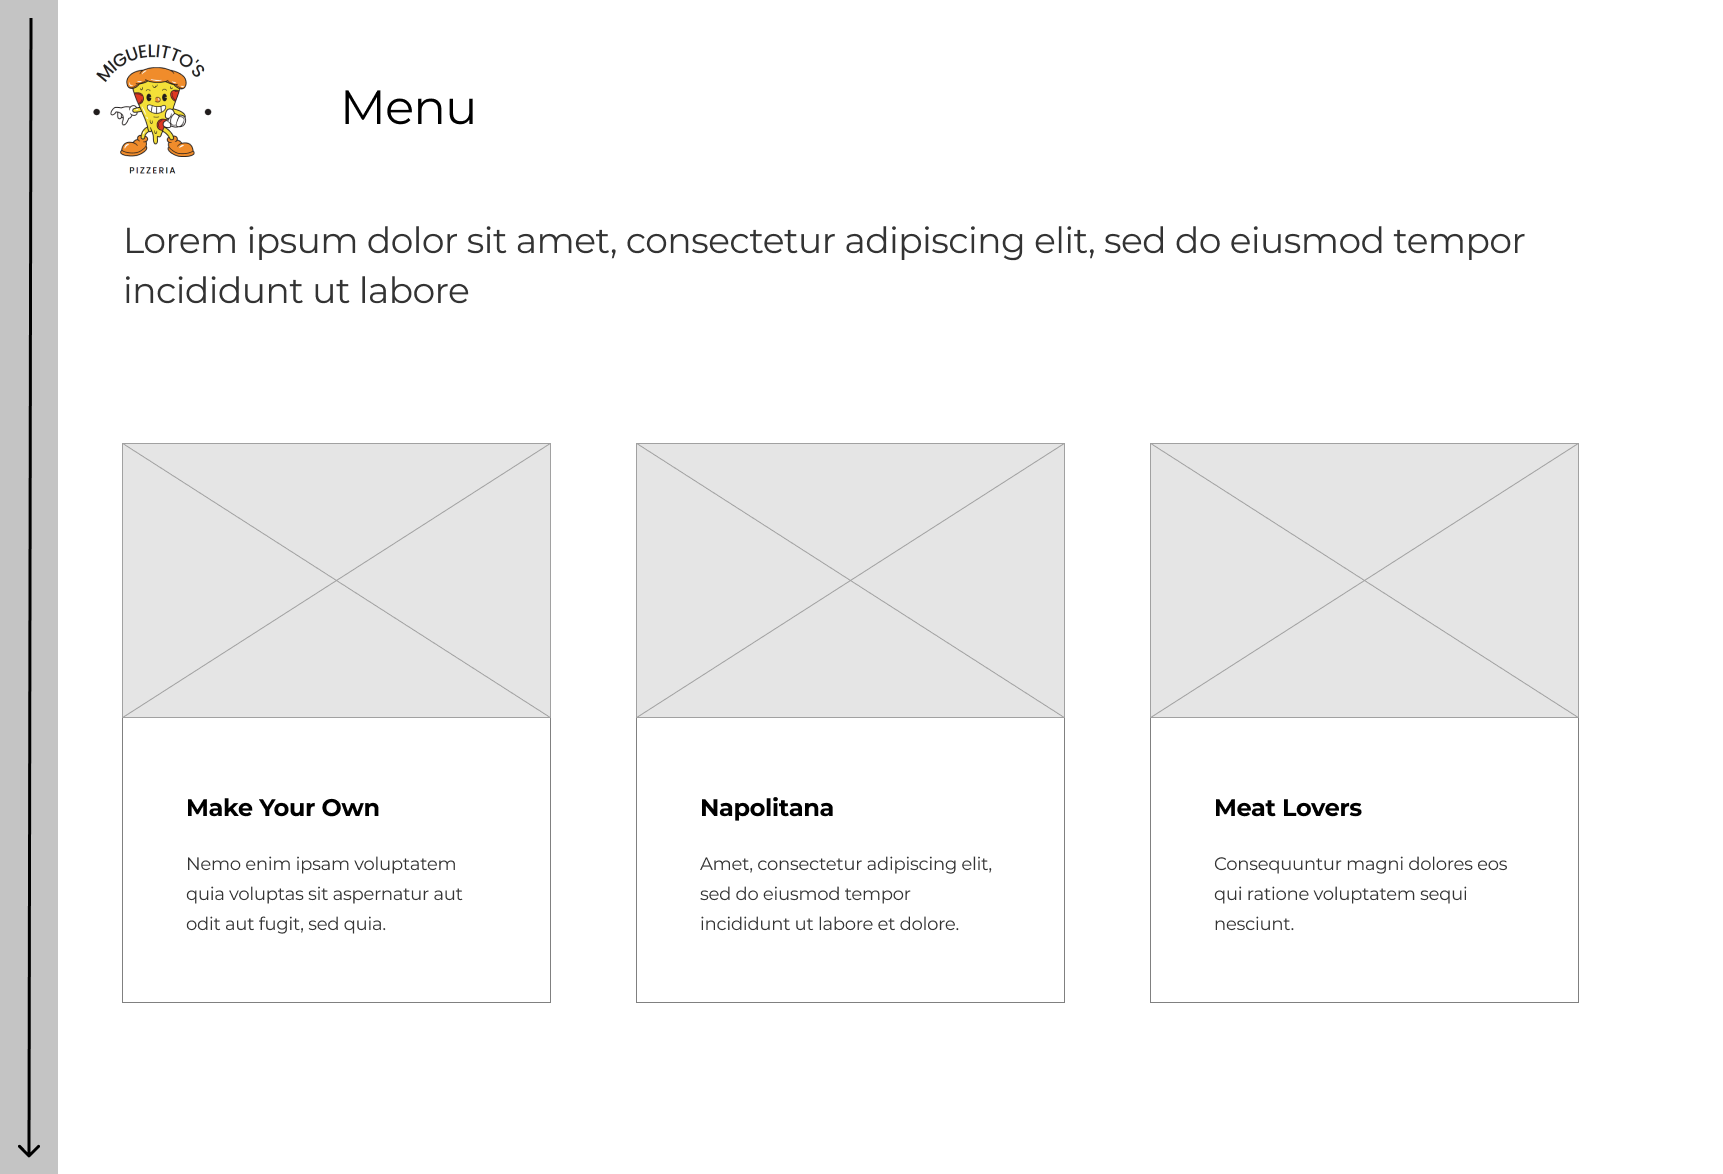 MIGUELITTO'S
PIZZERIA
Menu
Lorem ipsum dolor sit amet, consectetur adipiscing elit, sed do eiusmod tempor
incididunt ut labore
Make Your Own
Nemo enim ipsam voluptatem
quia voluptas sit aspernatur aut
odit aut fugit, sed quia.
Napolitana
Amet, consectetur adipiscing elit,
sed do eiusmod tempor
incididunt ut labore et dolore.
Meat Lovers
Consequuntur magni dolores eos
qui ratione voluptatem sequi
nesciunt.